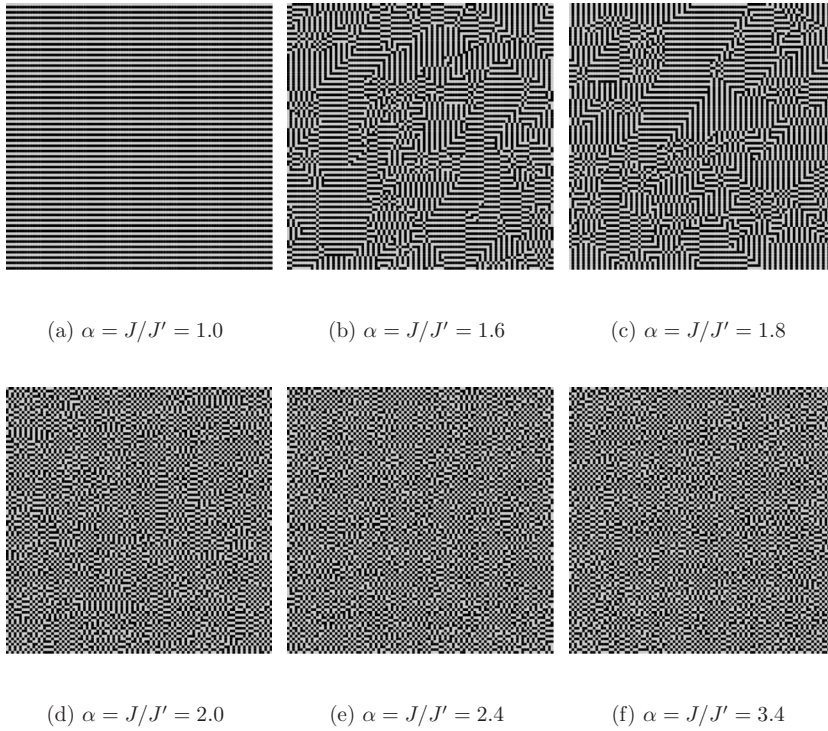 (a) α = J/J′ = 1.0 (b) α = J/J′ = 1.6 (c) α = J/J′ = 1.8
(d) α = J/J′ = 2.0 (e) α = J/J′ = 2.4 (f) α = J/J′ = 3.4